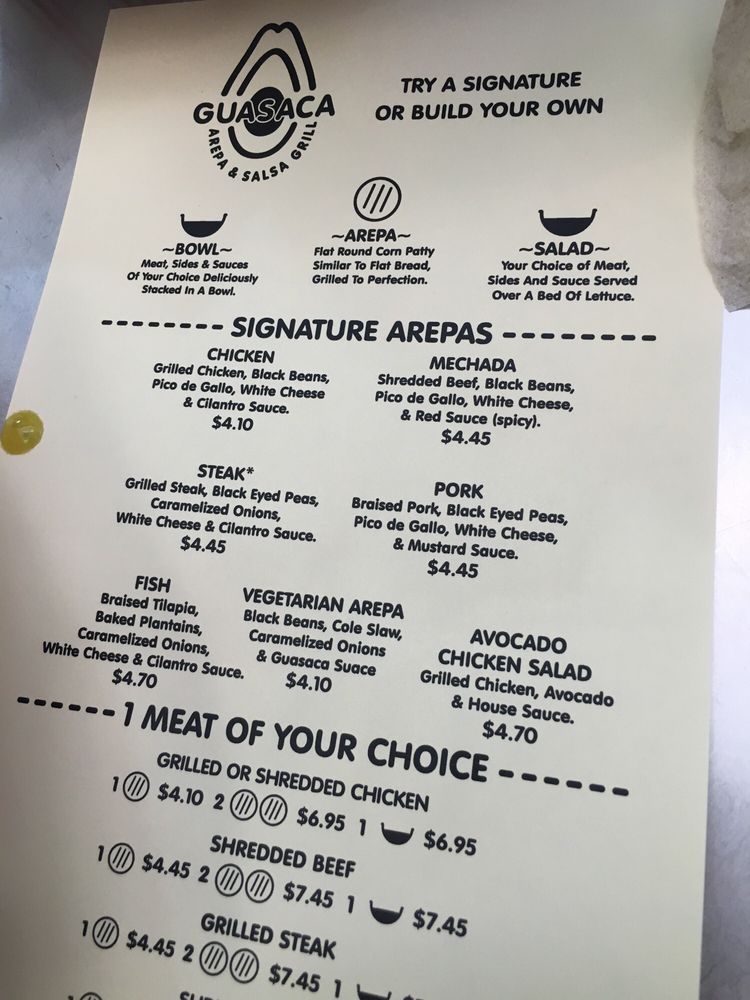 GUASACA
AREPA & SALSA GRILL
TRY A SIGNATURE
OR BUILD YOUR OWN
~BOWL~
Meat, Sides & Sauces
Of Your Choice Deliciously
Stacked In A Bowl.
~AREPA~
Flat Round Corn Patty
Similar To Flat Bread,
Grilled To Perfection.
~SALAD~
Your Choice of Meat,
Sides And Sauce Served
Over A Bed Of Lettuce.
-------- SIGNATURE AREPAS --------
CHICKEN
Grilled Chicken, Black Beans,
Pico de Gallo, White Cheese
& Cilantro Sauce.
$4.10
MECHADA
Shredded Beef, Black Beans,
Pico de Gallo, White Cheese,
& Red Sauce (spicy).
$4.45
STEAK*
Grilled Steak, Black Eyed Peas,
Caramelized Onions,
White Cheese & Cilantro Sauce.
$4.45
PORK
Braised Pork, Black Eyed Peas,
Pico de Gallo, White Cheese,
& Mustard Sauce.
$4.45
FISH
Braised Tilapia,
Baked Plantains,
Caramelized Onions,
White Cheese & Cilantro Sauce.
$4.70
VEGETARIAN AREPA
Black Beans, Cole Slaw,
Caramelized Onions
& Guasaca Suace
$4.10
AVOCADO
CHICKEN SALAD
Grilled Chicken, Avocado
& House Sauce.
$4.70
------ 1 MEAT OF YOUR CHOICE ------
GRILLED OR SHREDDED CHICKEN
1 $4.10 2 $6.95 1 $6.95
SHREDDED BEEF
1 $4.45 2 $7.45 1 $7.45
GRILLED STEAK
1 $4.45 2 $7.45 1